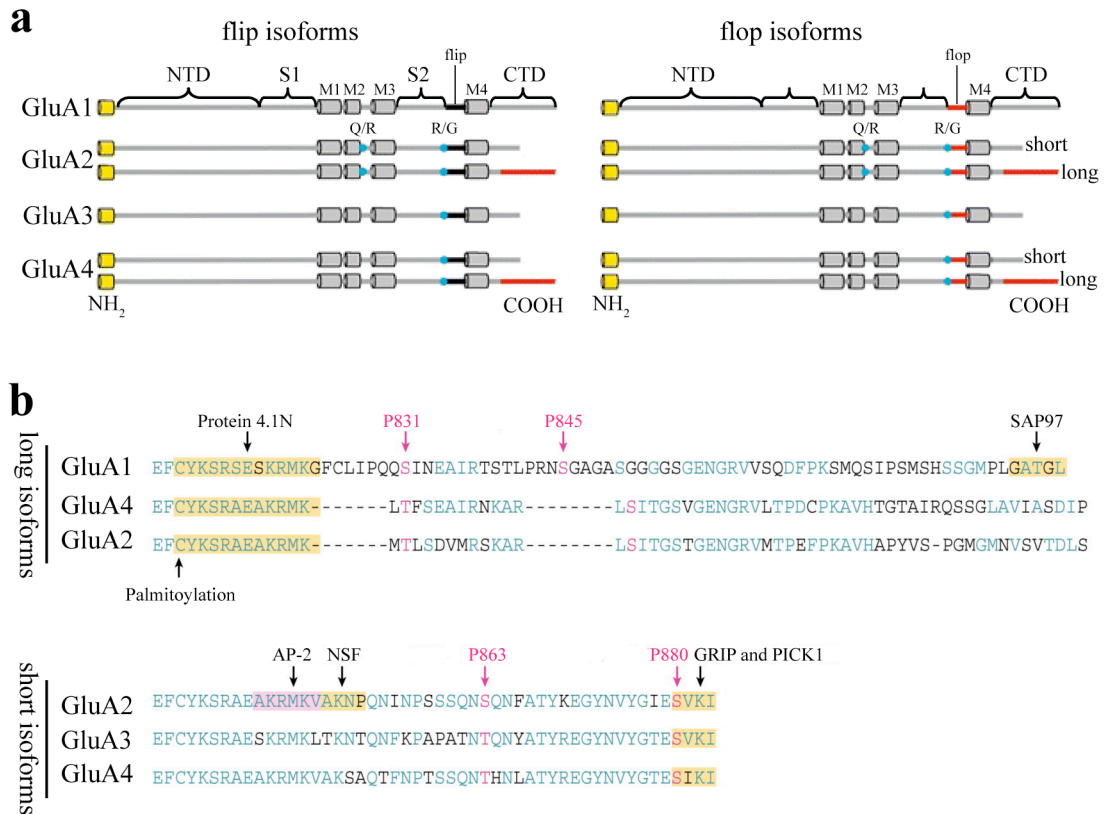 a
flip isoforms
flop isoforms
flip
flop
NTD S1 M1 M2 M3 S2 M4 CTD
NTD M1 M2 M3 M4 CTD
GluA1
Q/R R/G
Q/R R/G
GluA2
short
long
GluA3
GluA4
short
long
NH2 COOH
NH2 COOH
b
long isoforms
Protein 4.1N P831 P845 SAP97
GluA1 EFCYKSRSESKRMKGFCLIPQQSINEAIRTSTLPRNSGAGASGGGGSGENGRVVSQDFPKSMQSIPSMSHSSGMPLGATGL
GluA4 EFCYKSRAEAKRMK-------LTFSEAIRNKAR---------LSITGSVGENGRVLTPDCPKAVHTGTAIRQSSGLAVIASDIP
GluA2 EFCYKSRAEAKRMK-------MTLSDVMRSKAR---------LSITGSTGENGRVMTPEFPKAVHAPYVS-PGMGMNVSVTDLS
Palmitoylation
short isoforms
AP-2 NSF P863 P880 GRIP and PICK1
GluA2 EFCYKSRAEAKRMKVAKNPQNINPSSSQNSQNFATYKEGYNVYGIESVKI
GluA3 EFCYKSRAESKRMKLTKNTQNFKPAPATNTQNYATYREGYNVYGTESVKI
GluA4 EFCYKSRAEAKRMKVAKSAQTFNPTSSQNTHNLATYREGYNVYGTESIKI